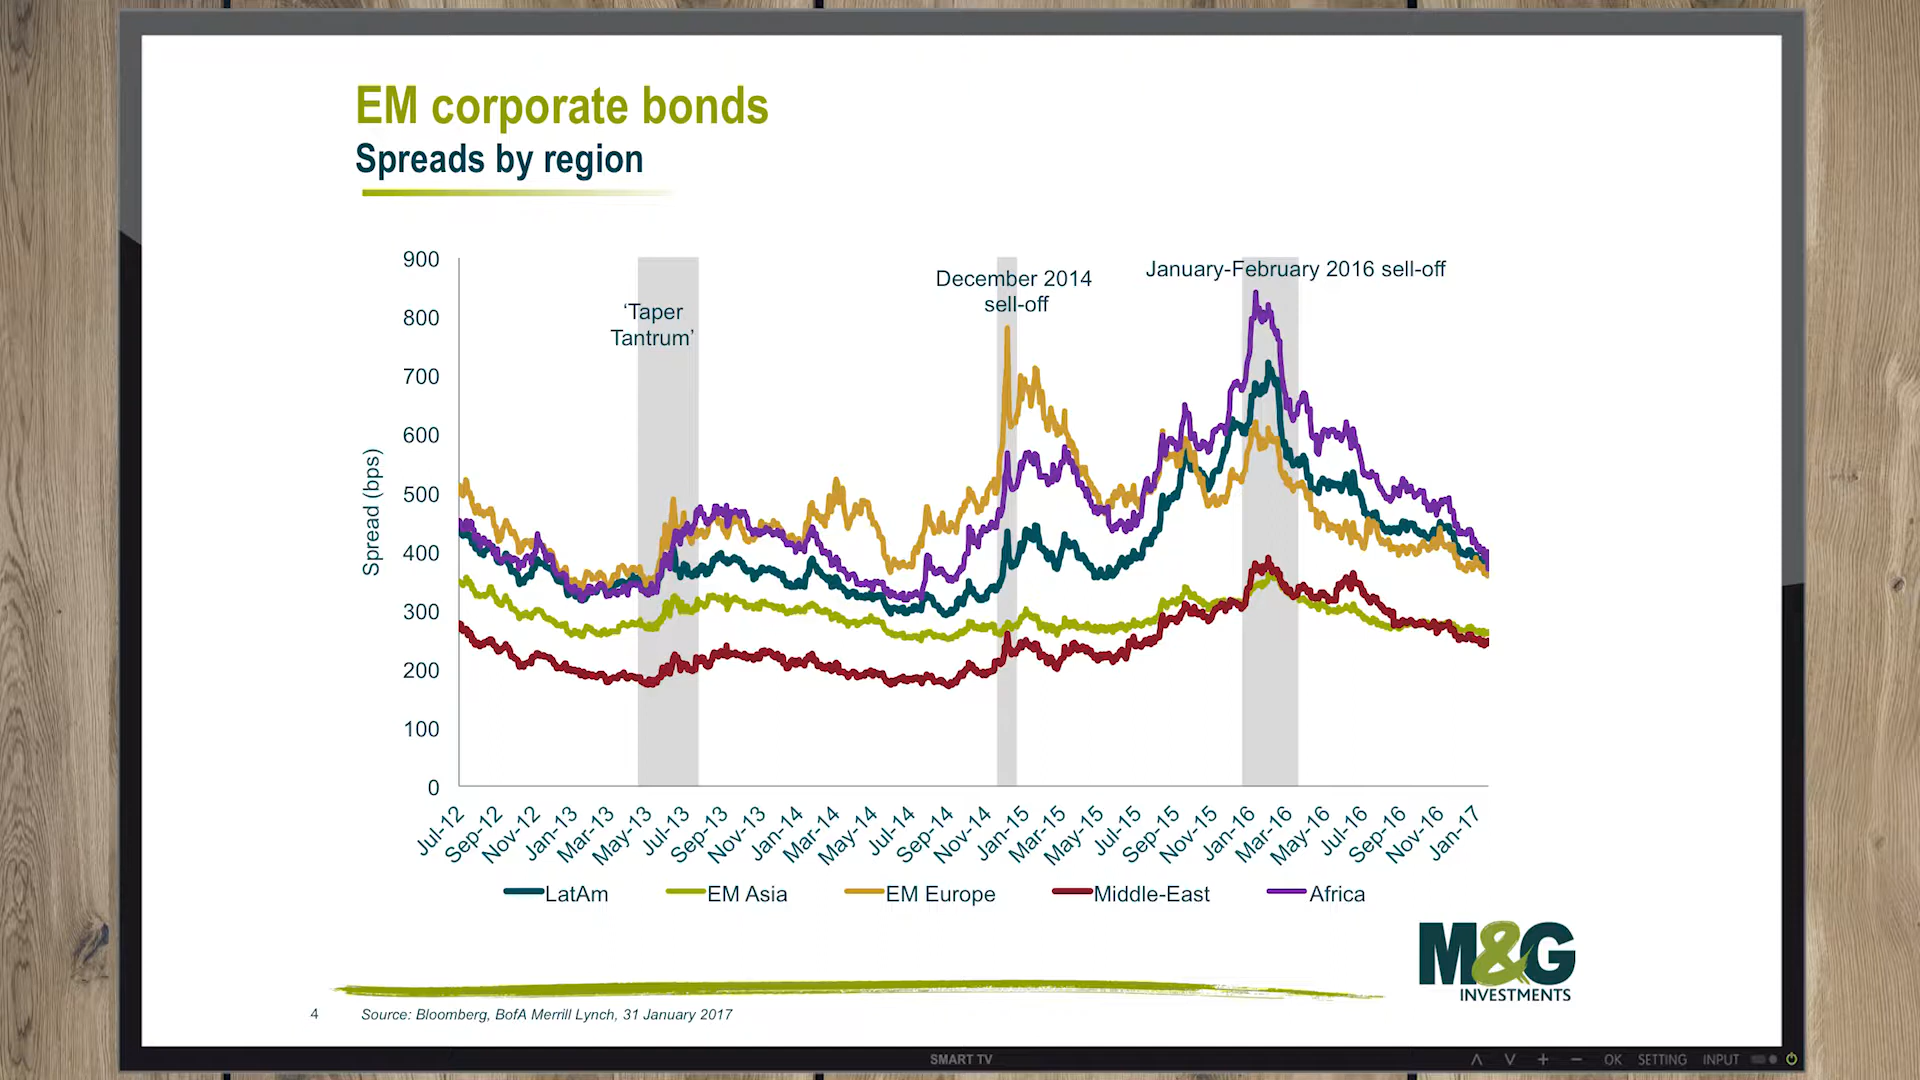 EM corporate bonds
Spreads by region
900
800
700
600
500
400
300
200
100
0
Spread (bps)
‘Taper
Tantrum’
December 2014
sell-off
January-February 2016 sell-off
Jul-12
Sep-12
Nov-12
Jan-13
Mar-13
May-13
Jul-13
Sep-13
Nov-13
Jan-14
Mar-14
May-14
Jul-14
Sep-14
Nov-14
Jan-15
Mar-15
May-15
Jul-15
Sep-15
Nov-15
Jan-16
Mar-16
May-16
Jul-16
Sep-16
Nov-16
Jan-17
LatAm EM Asia EM Europe Middle-East Africa
M&G
INVESTMENTS
4 Source: Bloomberg, BofA Merrill Lynch, 31 January 2017
SMART TV
OK SETTING INPUT